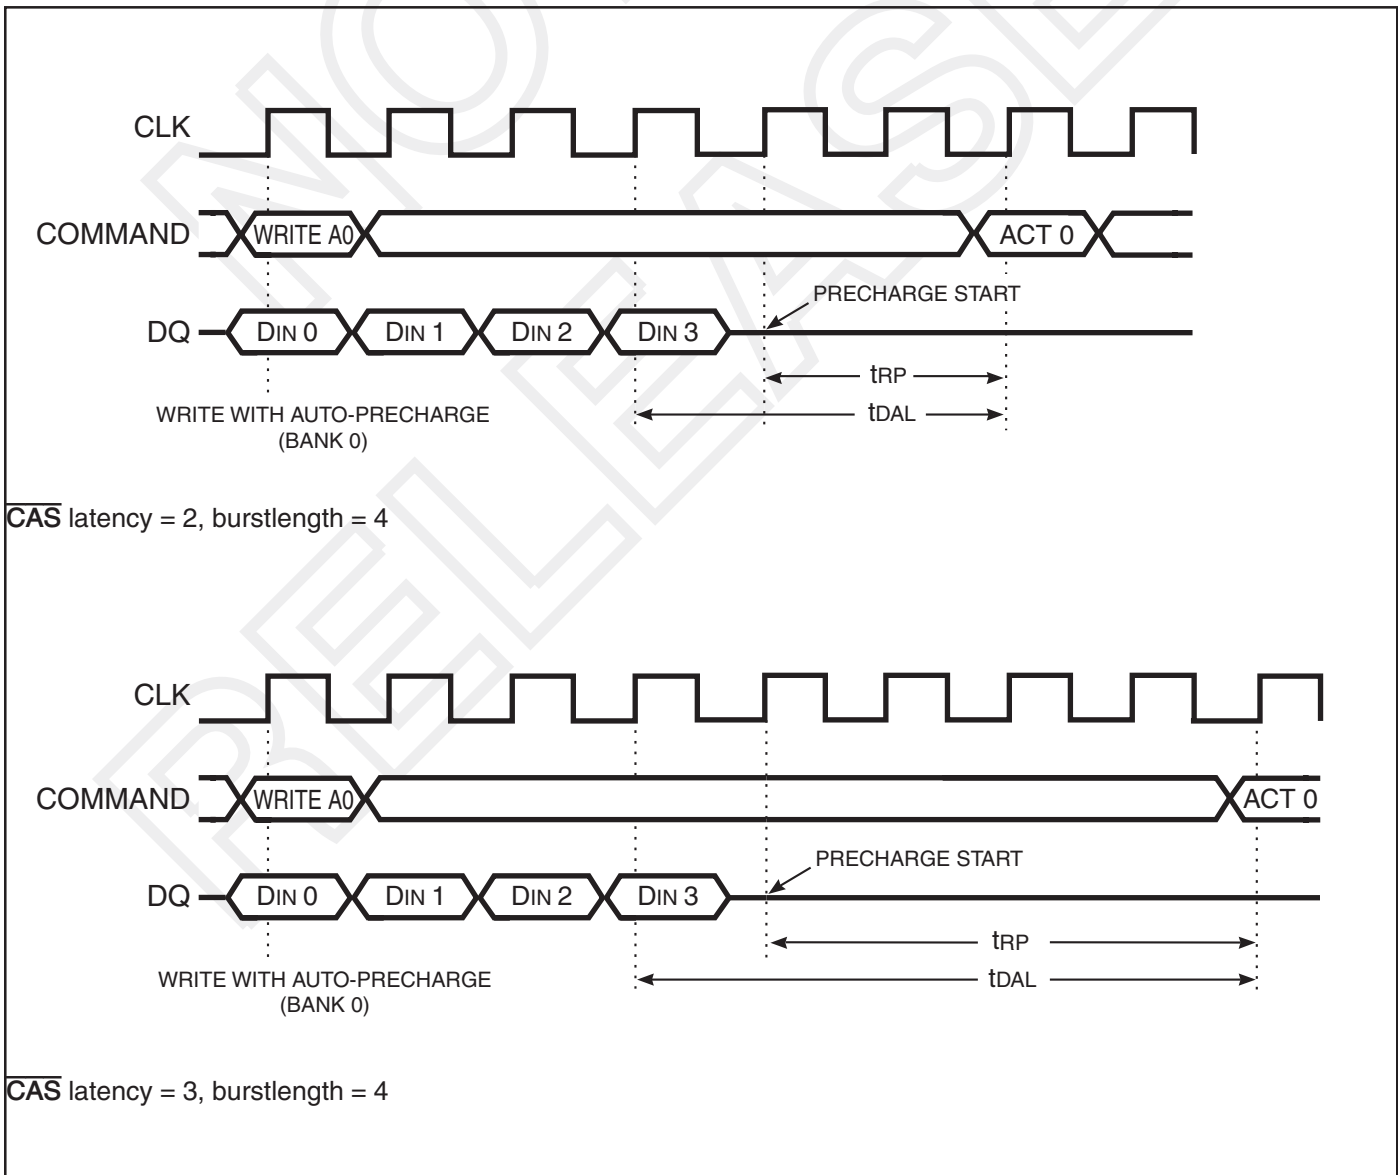 CLK
COMMAND
WRITE A0
ACT 0
PRECHARGE START
DQ
DIN 0
DIN 1
DIN 2
DIN 3
tRP
tDAL
WRITE WITH AUTO-PRECHARGE
(BANK 0)
CAS latency = 2, burstlength = 4
CLK
COMMAND
WRITE A0
ACT 0
PRECHARGE START
DQ
DIN 0
DIN 1
DIN 2
DIN 3
tRP
WRITE WITH AUTO-PRECHARGE
(BANK 0)
tDAL
CAS latency = 3, burstlength = 4